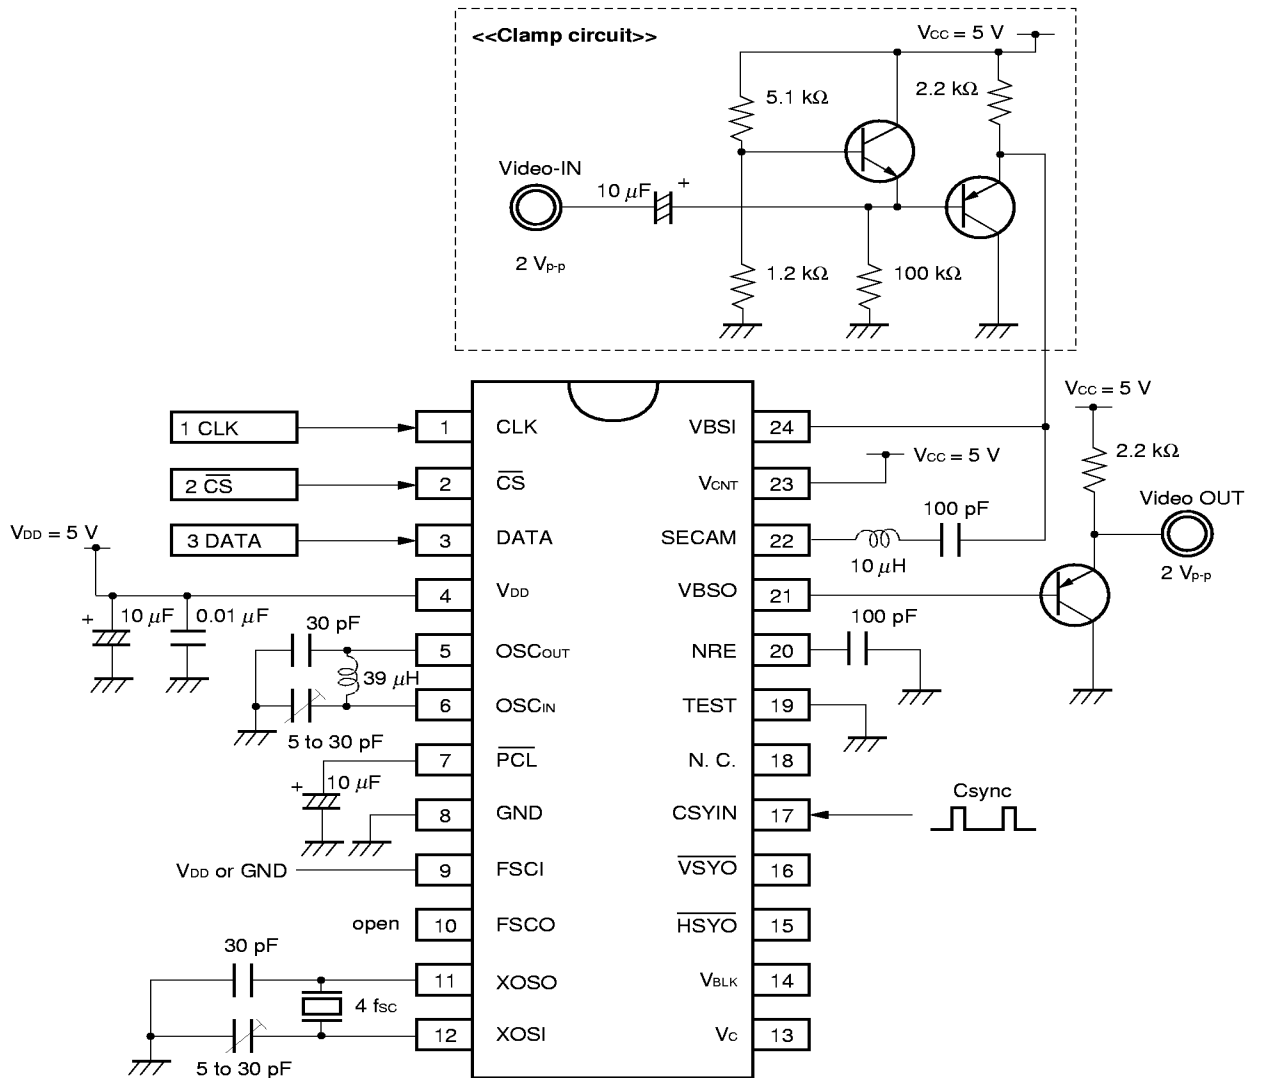 <<Clamp circuit>>
VCC = 5 V
5.1 kΩ
2.2 kΩ
Video-IN
10 µF
+
2 Vp-p
1.2 kΩ
100 kΩ
VCC = 5 V
1 CLK
1
CLK
VBSI
24
2.2 kΩ
2 C̅S̅
2
C̅S̅
VCNT
23
VCC = 5 V
Video OUT
VDD = 5 V
3 DATA
3
DATA
SECAM
22
10 µH
100 pF
2 Vp-p
+
10 µF
0.01 µF
4
VDD
VBSO
21
30 pF
5
OSCOUT
NRE
20
100 pF
39 µH
6
OSCIN
TEST
19
5 to 30 pF
7
P̅C̅L̅
N. C.
18
+
10 µF
8
GND
CSYIN
17
Csync
VDD or GND
9
FSCI
V̅S̅Y̅O̅
16
open
10
FSCO
H̅S̅Y̅O̅
15
30 pF
11
XOSO
VBLK
14
4 fSC
12
XOSI
VC
13
5 to 30 pF